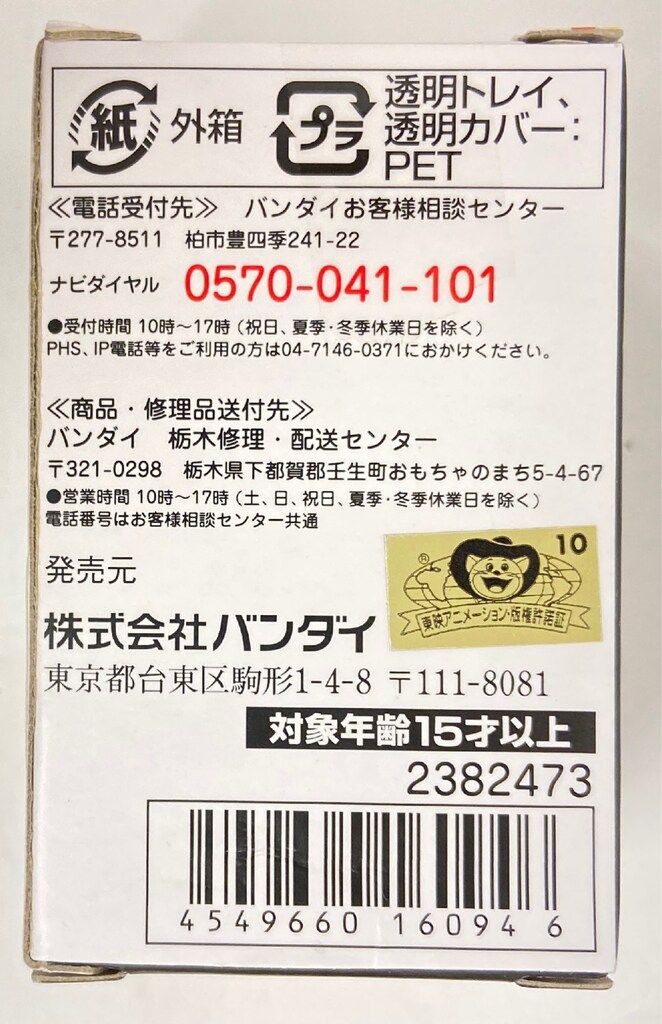 紙 外箱
プラ
透明トレイ、
透明カバー:
PET
≪電話受付先≫ バンダイお客様相談センター
〒277-8511 柏市豊四季241-22
ナビダイヤル 0570-041-101
●受付時間 10時～17時(祝日、夏季・冬季休業日を除く)
PHS、IP電話等をご利用の方は04-7146-0371におかけください。
≪商品・修理品送付先≫
バンダイ 栃木修理・配送センター
〒321-0298 栃木県下都賀郡壬生町おもちゃのまち5-4-67
●営業時間 10時～17時(土、日、祝日、夏季・冬季休業日を除く)
電話番号はお客様相談センター共通
10
®
東映アニメーション・版権許諾証
発売元
株式会社バンダイ
東京都台東区駒形1-4-8 〒111-8081
対象年齢15才以上
2382473
4549660 160946